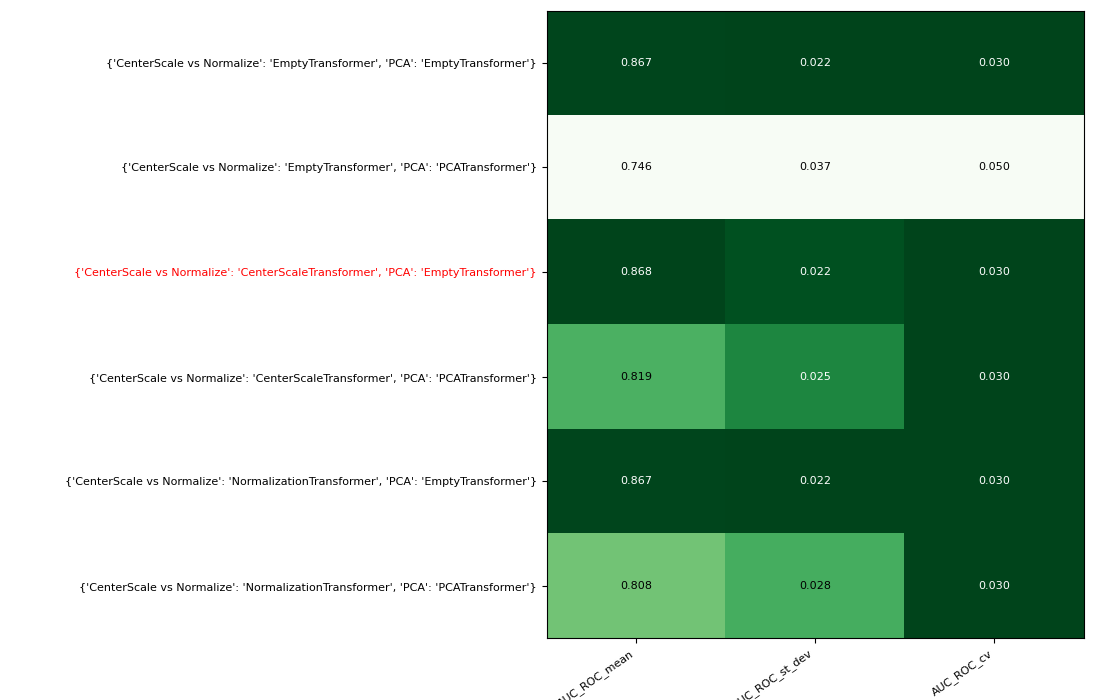 {'CenterScale vs Normalize': 'EmptyTransformer', 'PCA': 'EmptyTransformer'} 0.867 0.022 0.030
{'CenterScale vs Normalize': 'EmptyTransformer', 'PCA': 'PCATransformer'} 0.746 0.037 0.050
{'CenterScale vs Normalize': 'CenterScaleTransformer', 'PCA': 'EmptyTransformer'} 0.868 0.022 0.030
{'CenterScale vs Normalize': 'CenterScaleTransformer', 'PCA': 'PCATransformer'} 0.819 0.025 0.030
{'CenterScale vs Normalize': 'NormalizationTransformer', 'PCA': 'EmptyTransformer'} 0.867 0.022 0.030
{'CenterScale vs Normalize': 'NormalizationTransformer', 'PCA': 'PCATransformer'} 0.808 0.028 0.030
AUC_ROC_mean AUC_ROC_st_dev AUC_ROC_cv